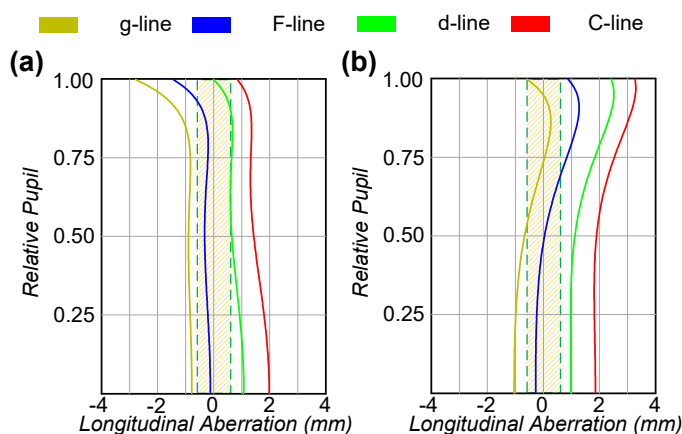 g-line F-line d-line C-line
(a) (b)
1.00 1.00
0.75 0.75
Relative Pupil Relative Pupil
0.50 0.50
0.25 0.25
-4 -2 0 2 4 -4 -2 0 2 4
Longitudinal Aberration (mm) Longitudinal Aberration (mm)